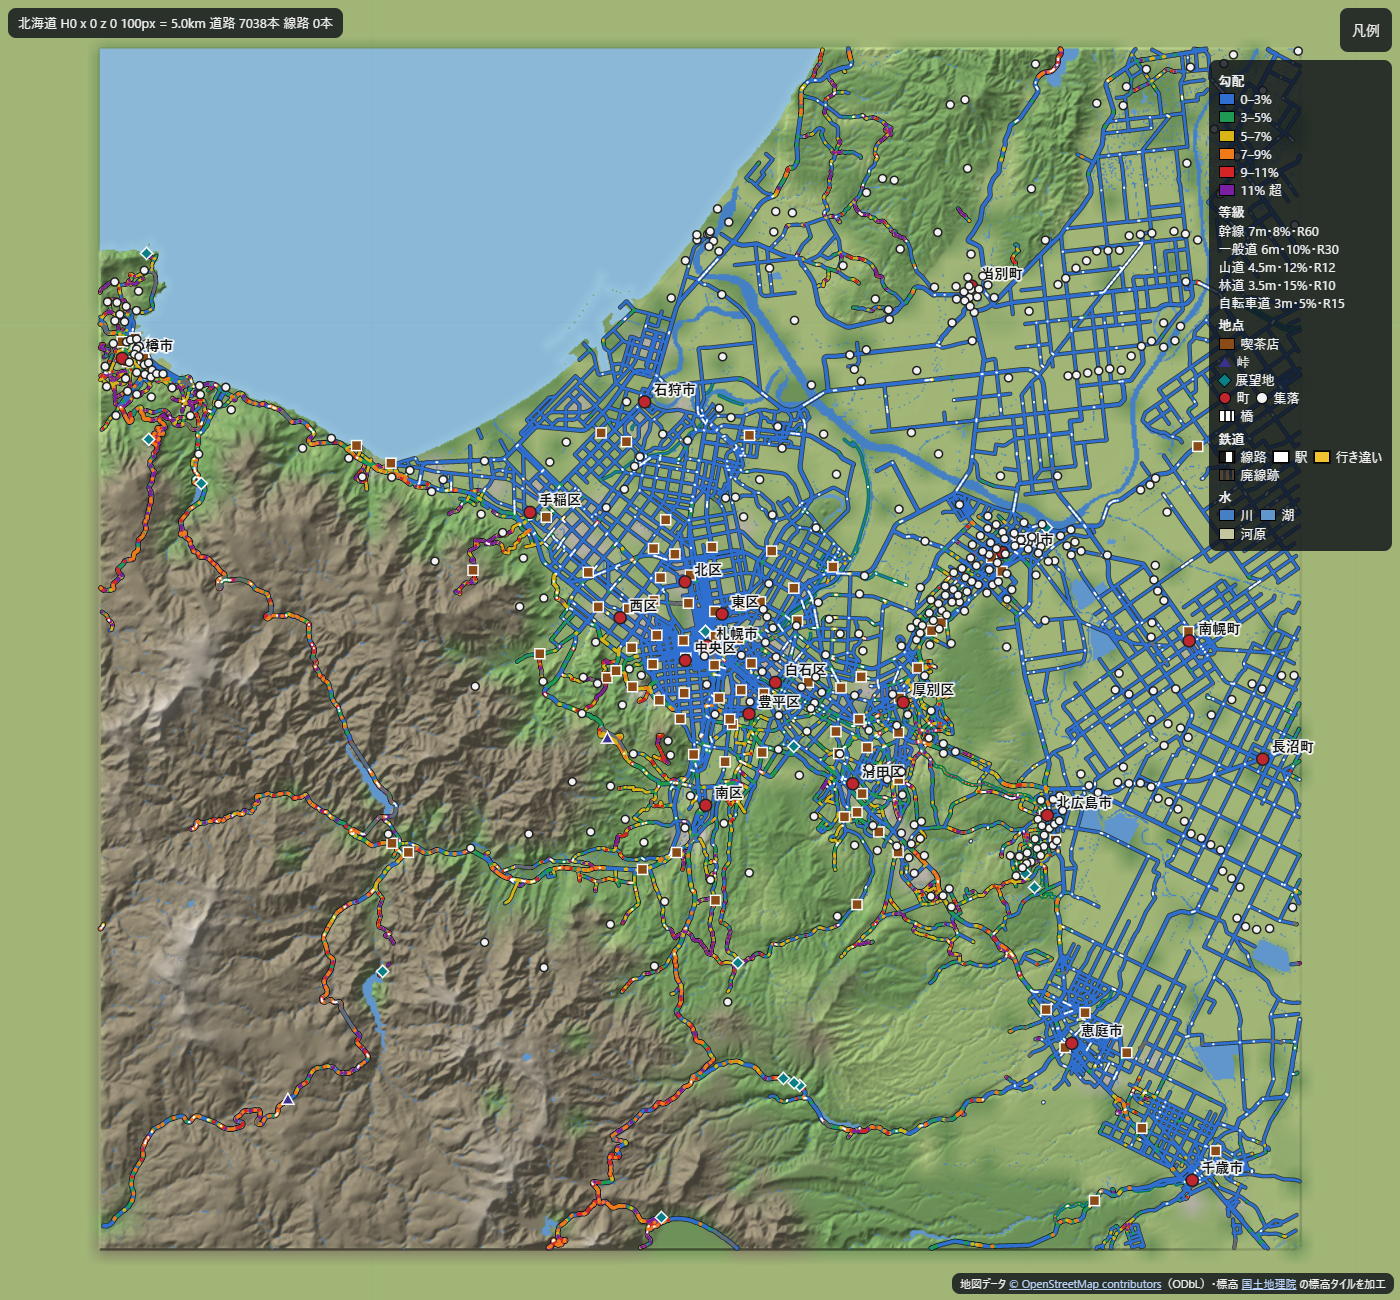 北海道 H0 x 0 z 0 100px = 5.0km 道路 7038本 線路 0本
凡例
勾配
0–3%
3–5%
5–7%
7–9%
9–11%
11% 超
等級
幹線 7m･8%･R60
一般道 6m･10%･R30
山道 4.5m･12%･R12
林道 3.5m･15%･R10
自転車道 3m･5%･R15
地点
喫茶店
峠
展望地
町 集落
橋
鉄道
線路 駅 行き違い
廃線跡
水
川 湖
河原
当別町
樽市
石狩市
手稲区
北区
西区
東区
札幌市
中央区
白石区
厚別区
豊平区
清田区
南区
南幌町
長沼町
北広島市
恵庭市
千歳市
地図データ © OpenStreetMap contributors（ODbL）･標高 国土地理院 の標高タイルを加工